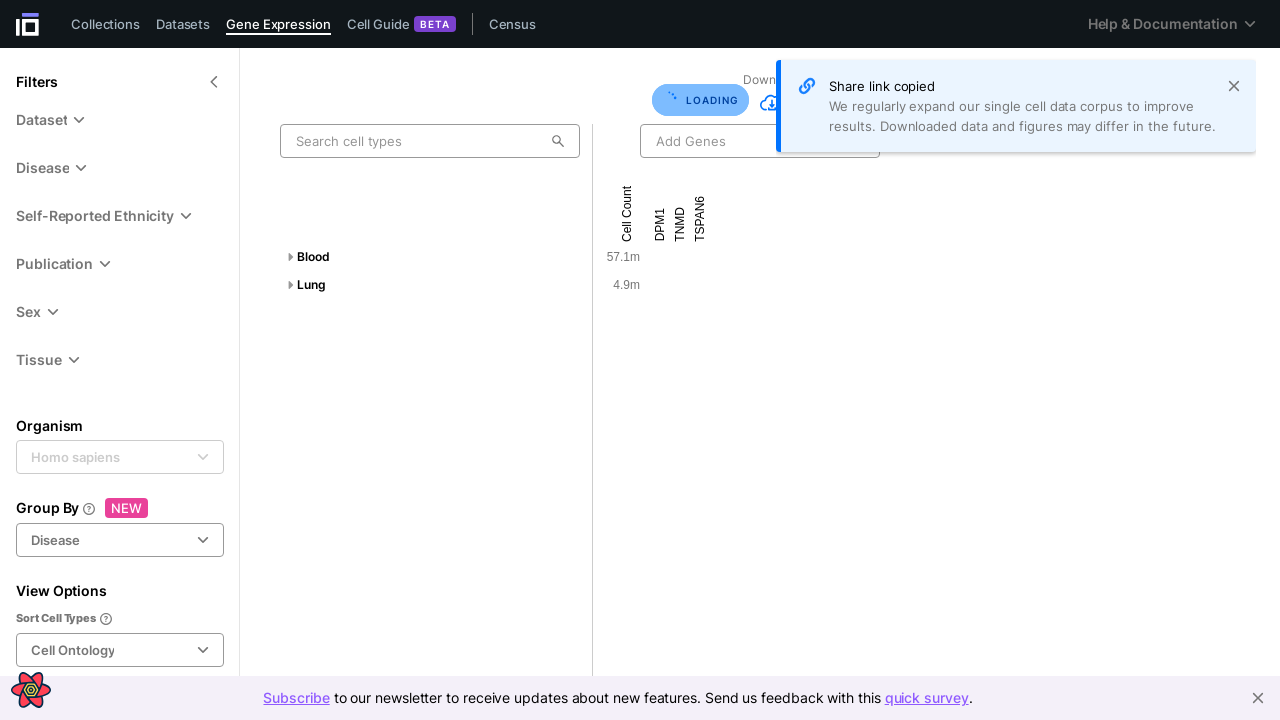 Collections
Datasets
Gene Expression
Cell Guide
BETA
Census
Help & Documentation
Filters
Dataset
Disease
Self-Reported Ethnicity
Publication
Sex
Tissue
Organism
Homo sapiens
Group By
NEW
Disease
View Options
Sort Cell Types
Cell Ontology
LOADING
Share link copied
We regularly expand our single cell data corpus to improve
results. Downloaded data and figures may differ in the future.
Search cell types
Add Genes
Cell Count
DPM1
TNMD
TSPAN6
Blood
57.1m
Lung
4.9m
Subscribe to our newsletter to receive updates about new features. Send us feedback with this quick survey.